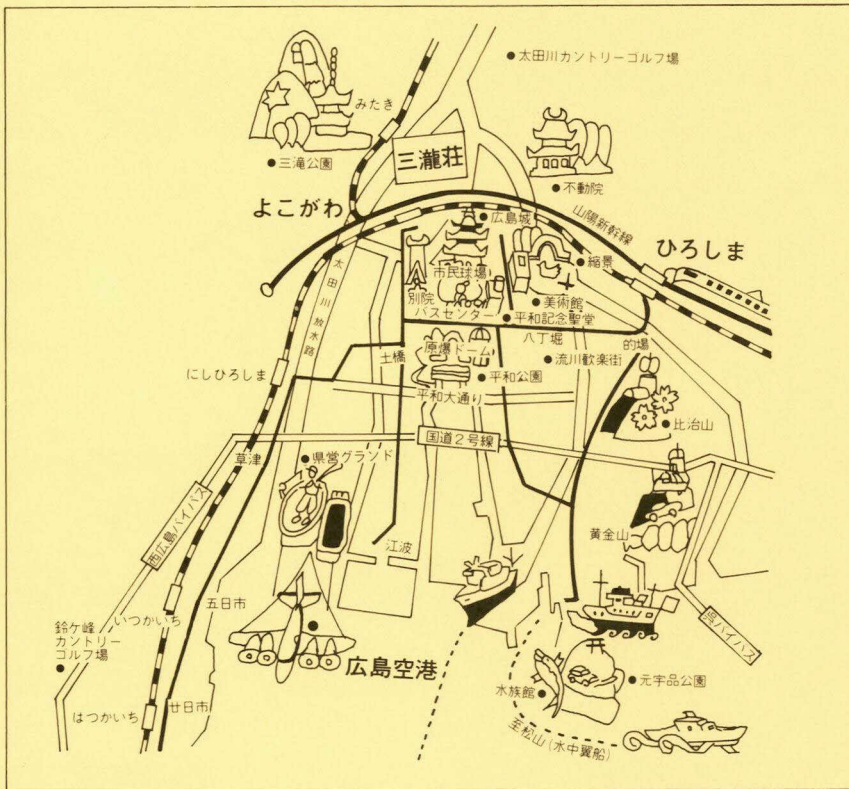 太田川カントリーゴルフ場
みたき
三瀧荘
三滝公園
不動院
よこがわ
山陽新幹線
広島城
ひろしま
縮景
市民球場
太田川放水路
別院
美術館
バスセンター
平和記念聖堂
八丁堀
的場
土橋
原爆ドーム
流川歓楽街
にしひろしま
平和公園
平和大通り
比治山
国道2号線
草津
県営グランド
西広島バイパス
黄金山
江波
五日市
いつかいち
呉バイパス
鈴ケ峰
カントリー
ゴルフ場
広島空港
元宇品公園
水族館
はつかいち
廿日市
至松山(水中翼船)